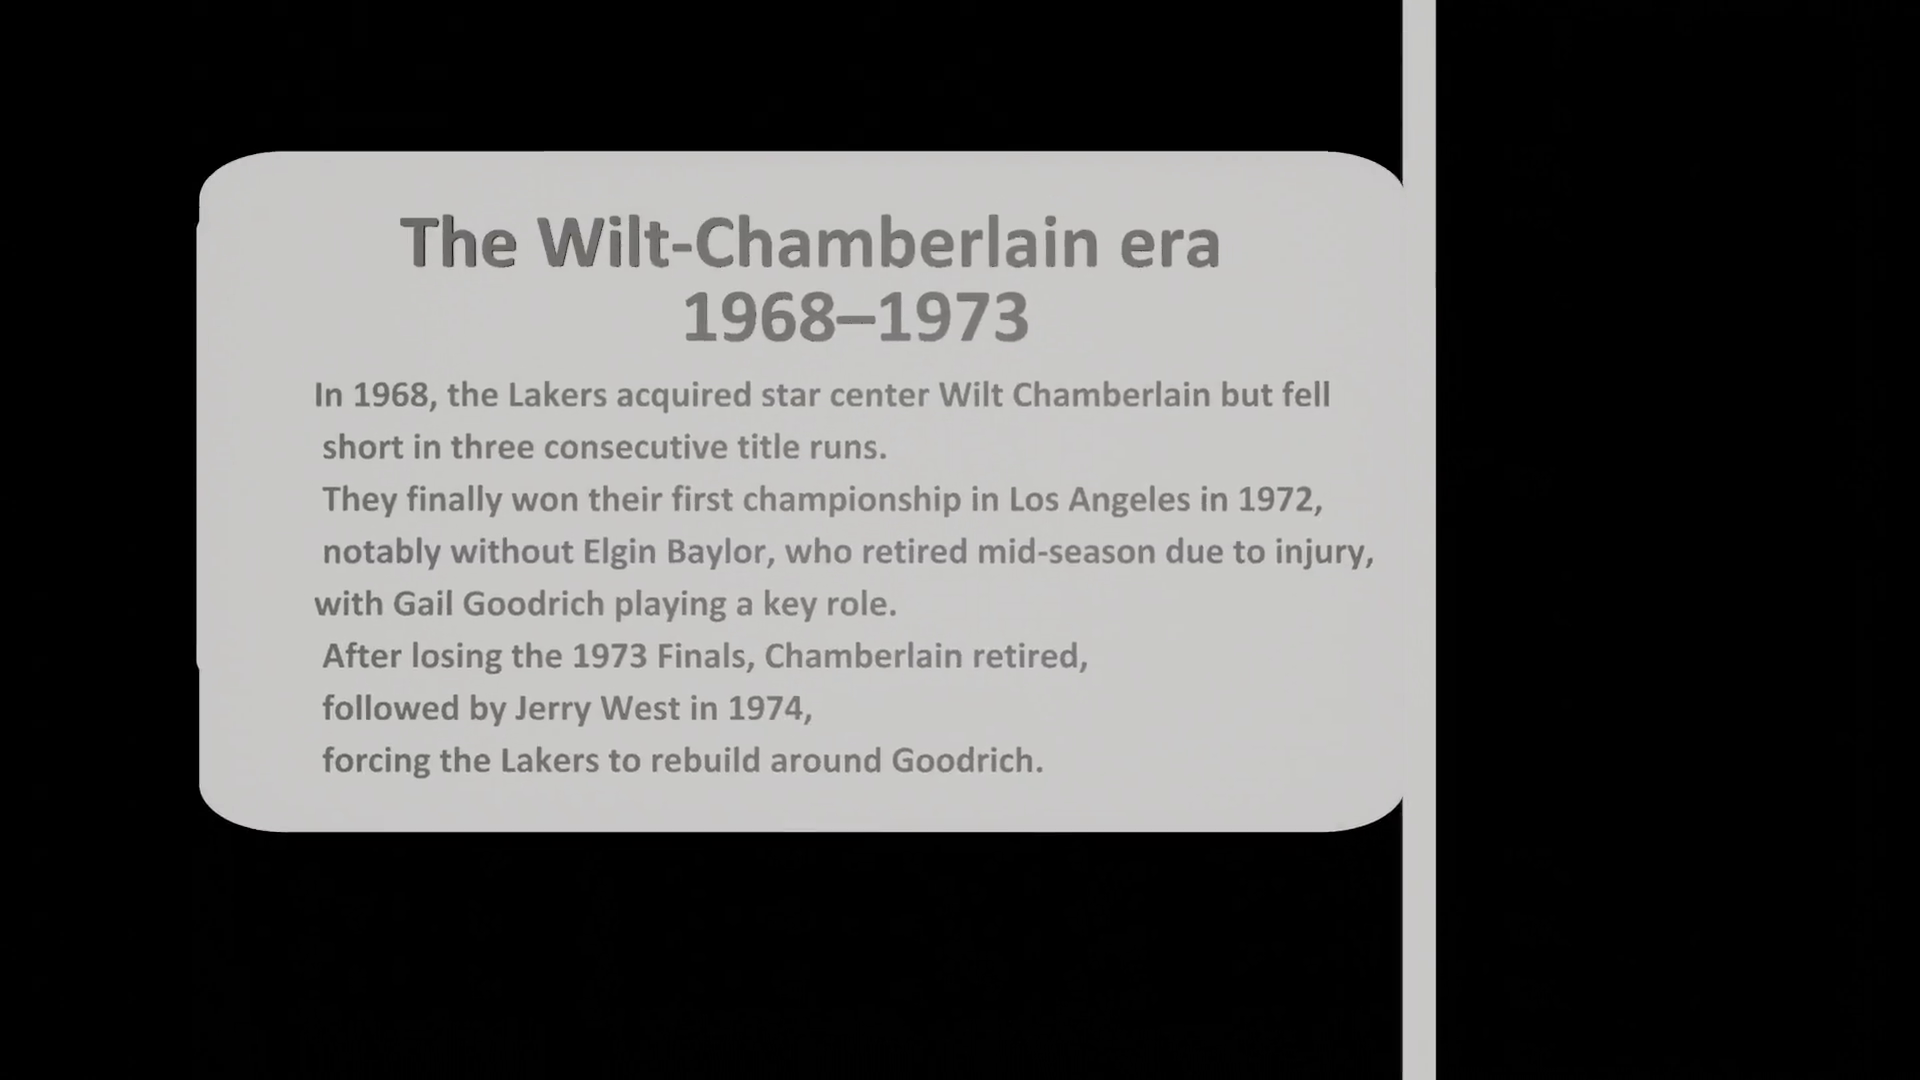 The Wilt-Chamberlain era
1968–1973
In 1968, the Lakers acquired star center Wilt Chamberlain but fell
short in three consecutive title runs.
They finally won their first championship in Los Angeles in 1972,
notably without Elgin Baylor, who retired mid-season due to injury,
with Gail Goodrich playing a key role.
After losing the 1973 Finals, Chamberlain retired,
followed by Jerry West in 1974,
forcing the Lakers to rebuild around Goodrich.